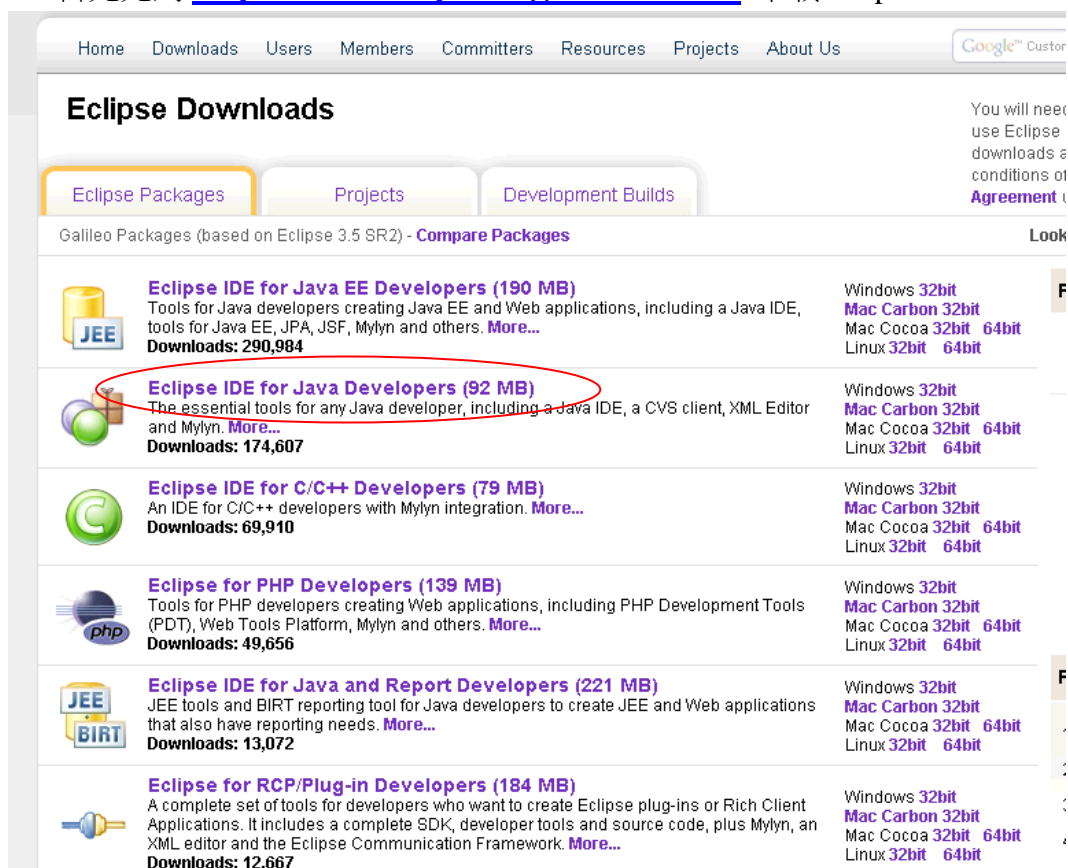 Home Downloads Users Members Committers Resources Projects About Us
Google™ Custom
Eclipse Downloads
You will need
use Eclipse
downloads a
conditions of
Agreement u
Eclipse Packages Projects Development Builds
Galileo Packages (based on Eclipse 3.5 SR2) - Compare Packages
Look
Eclipse IDE for Java EE Developers (190 MB)
Tools for Java developers creating Java EE and Web applications, including a Java IDE,
tools for Java EE, JPA, JSF, Mylyn and others. More...
Downloads: 290,984
Windows 32bit
Mac Carbon 32bit
Mac Cocoa 32bit 64bit
Linux 32bit 64bit
JEE
Eclipse IDE for Java Developers (92 MB)
The essential tools for any Java developer, including a Java IDE, a CVS client, XML Editor
and Mylyn. More...
Downloads: 174,607
Windows 32bit
Mac Carbon 32bit
Mac Cocoa 32bit 64bit
Linux 32bit 64bit
Eclipse IDE for C/C++ Developers (79 MB)
An IDE for C/C++ developers with Mylyn integration. More...
Downloads: 69,910
Windows 32bit
Mac Carbon 32bit
Mac Cocoa 32bit 64bit
Linux 32bit 64bit
C
Eclipse for PHP Developers (139 MB)
Tools for PHP developers creating Web applications, including PHP Development Tools
(PDT), Web Tools Platform, Mylyn and others. More...
Downloads: 49,656
Windows 32bit
Mac Carbon 32bit
Mac Cocoa 32bit 64bit
Linux 32bit 64bit
php
Eclipse IDE for Java and Report Developers (221 MB)
JEE tools and BIRT reporting tool for Java developers to create JEE and Web applications
that also have reporting needs. More...
Downloads: 13,072
Windows 32bit
Mac Carbon 32bit
Mac Cocoa 32bit 64bit
Linux 32bit 64bit
JEE
BIRT
Eclipse for RCP/Plug-in Developers (184 MB)
A complete set of tools for developers who want to create Eclipse plug-ins or Rich Client
Applications. It includes a complete SDK, developer tools and source code, plus Mylyn, an
XML editor and the Eclipse Communication Framework. More...
Downloads: 12,667
Windows 32bit
Mac Carbon 32bit
Mac Cocoa 32bit 64bit
Linux 32bit 64bit